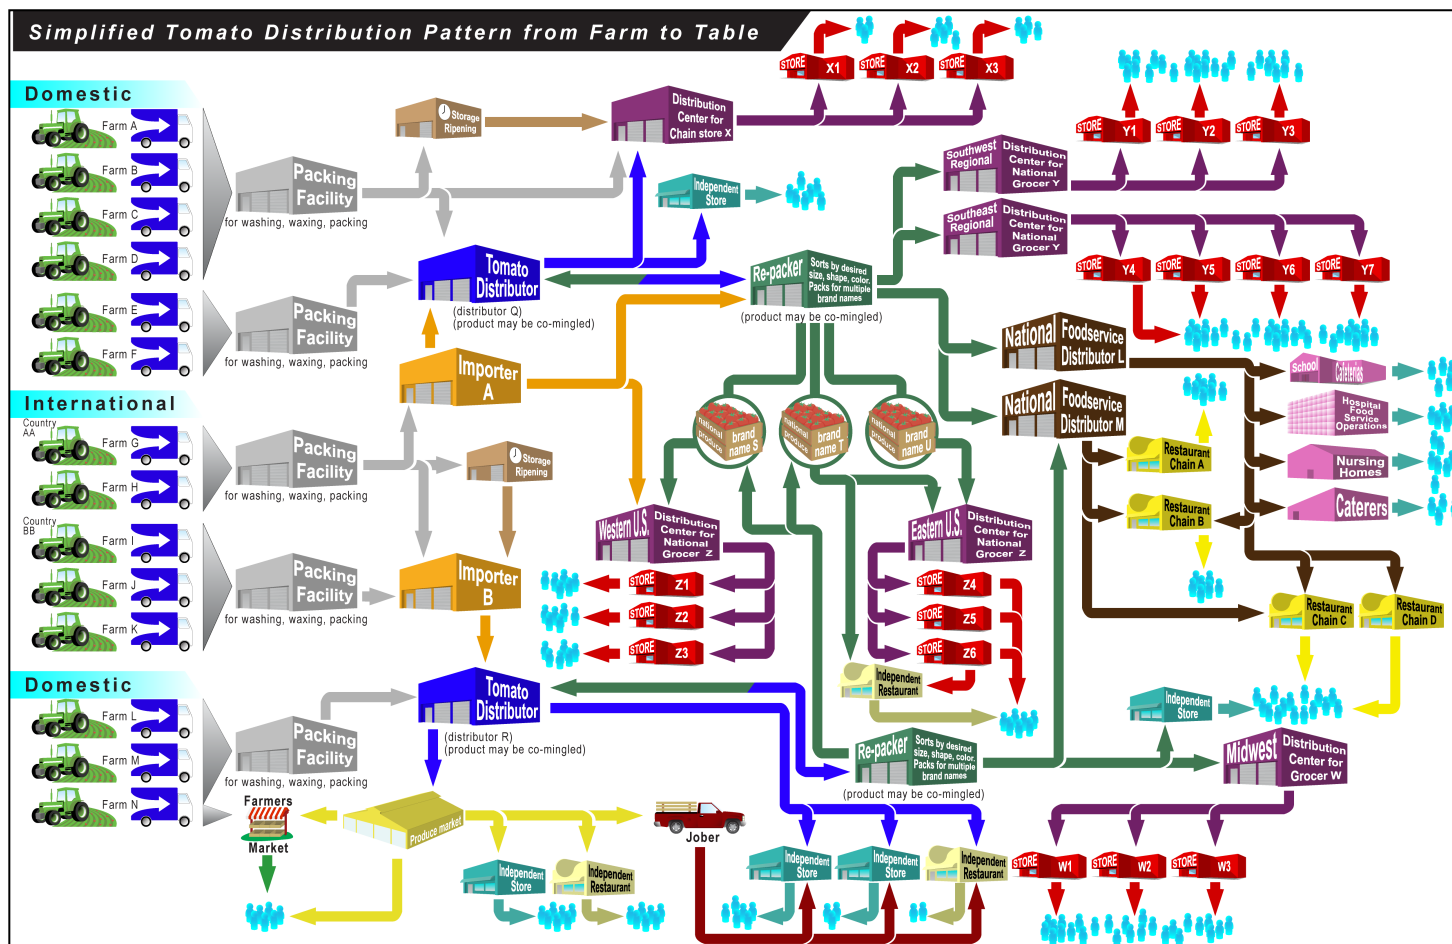 Simplified Tomato Distribution Pattern from Farm to Table
Domestic
Farm A
Farm B
Farm C
Farm D
Farm E
Farm F
Packing
Facility
for washing, waxing, packing
Packing
Facility
for washing, waxing, packing
International
Country
AA
Farm G
Farm H
Country
BB
Farm I
Farm J
Farm K
Packing
Facility
for washing, waxing, packing
Packing
Facility
for washing, waxing, packing
Domestic
Farm L
Farm M
Farm N
Packing
Facility
for washing, waxing, packing
Farmers
Market
Storage
Ripening
Distribution
Center for
Chain store X
STORE X1
STORE X2
STORE X3
Independent
Store
Tomato
Distributor
(distributor Q)
(product may be co-mingled)
Importer
A
Storage
Ripening
Importer
B
Tomato
Distributor
(distributor R)
(product may be co-mingled)
Produce market
Independent
Store
Independent
Restaurant
Jober
Re-packer
Sorts by desired
size, shape, color.
Packs for multiple
brand names
(product may be co-mingled)
national
produce
brand
name S
national
produce
brand
name T
national
produce
brand
name U
Southwest
Regional
Distribution
Center for
National
Grocer Y
STORE Y1
STORE Y2
STORE Y3
Southeast
Regional
Distribution
Center for
National
Grocer Y
STORE Y4
STORE Y5
STORE Y6
STORE Y7
National
Foodservice
Distributor L
National
Foodservice
Distributor M
School
Cafeterias
Hospital
Food
Service
Operations
Nursing
Homes
Caterers
Restaurant
Chain A
Restaurant
Chain B
Restaurant
Chain C
Restaurant
Chain D
Western U.S.
Distribution
Center for
National
Grocer Z
STORE Z1
STORE Z2
STORE Z3
Eastern U.S.
Distribution
Center for
National
Grocer Z
STORE Z4
STORE Z5
STORE Z6
Independent
Restaurant
Re-packer
Sorts by desired
size, shape, color.
Packs for multiple
brand names
(product may be co-mingled)
Independent
Store
Midwest
Distribution
Center for
Grocer W
STORE W1
STORE W2
STORE W3
Independent
Store
Independent
Store
Independent
Restaurant